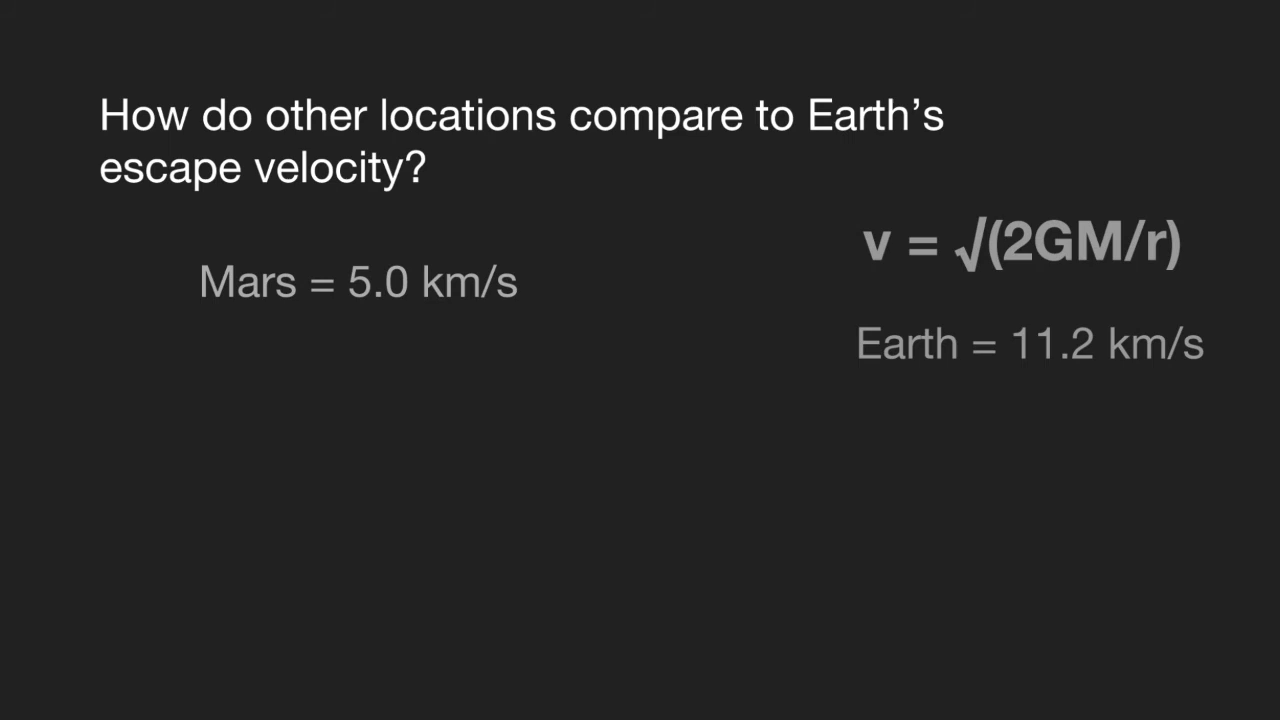 How do other locations compare to Earth’s
escape velocity?
v = √(2GM/r)
Mars = 5.0 km/s
Earth = 11.2 km/s